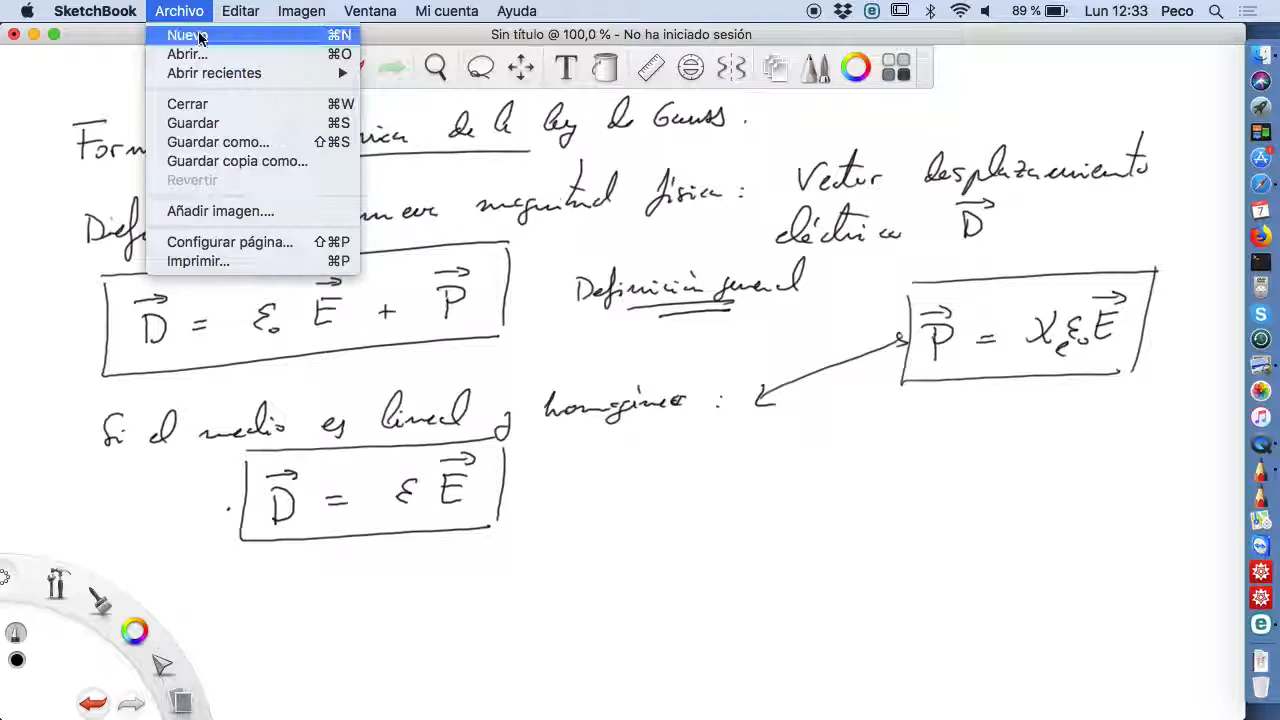 SketchBook Archivo Editar Imagen Ventana Mi cuenta Ayuda 89 % Lun 12:33 Peco
Sin título @ 100,0 % - No ha iniciado sesión
Nuevo ⌘N
Abrir... ⌘O
Abrir recientes ▶
Cerrar ⌘W
Guardar ⌘S
Guardar como... ⇧⌘S
Guardar copia como...
Revertir
Añadir imagen....
Configurar página... ⇧⌘P
Imprimir... ⌘P
de la ley de Gauss.
nueva magnitud física: Vector desplazamiento
eléctrico D⃗
D⃗ = ε₀ E⃗ + P⃗
Definición general
P⃗ = χₑ ε₀ E⃗
Si el medio es lineal y homogéneo :
D⃗ = ε E⃗